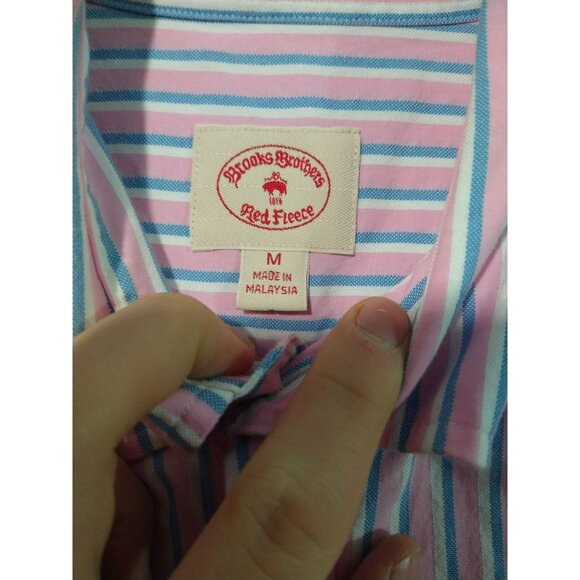 Brooks Brothers
1818
Red Fleece
M
MADE IN
MALAYSIA